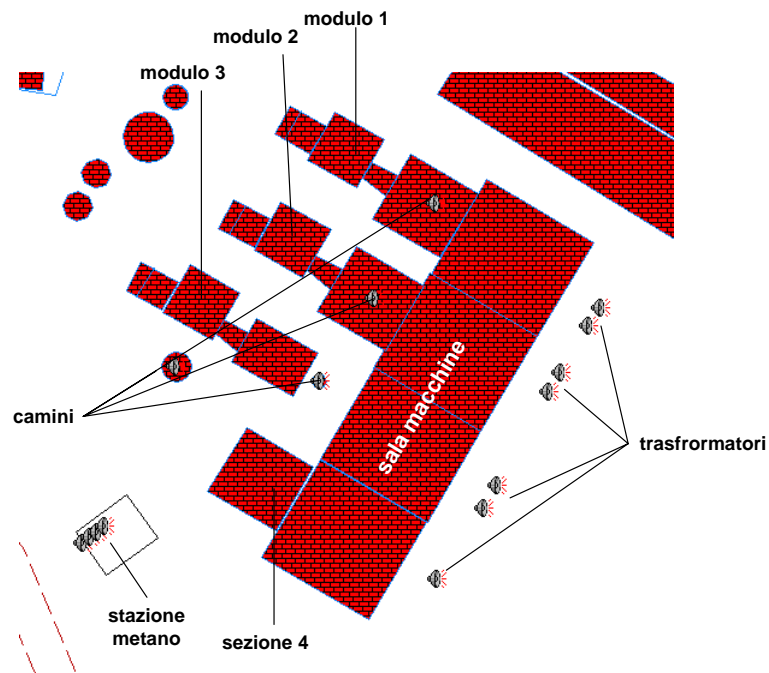 modulo 1
modulo 2
modulo 3
sala macchine
camini
trasfrormatori
stazione
metano
sezione 4